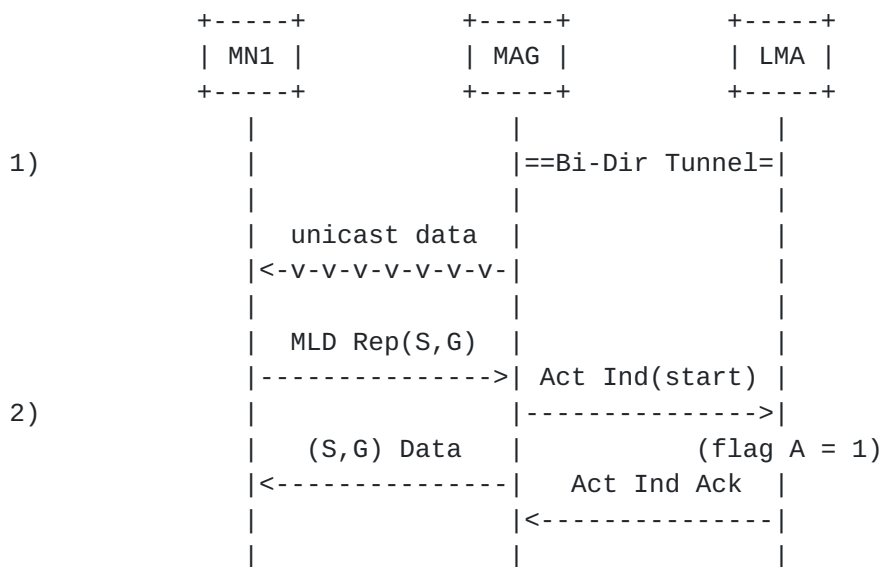 +-----+ +-----+ +-----+
| MN1 | | MAG | | LMA |
+-----+ +-----+ +-----+
| | |
1) | |==Bi-Dir Tunnel=|
| | |
| unicast data | |
|<-v-v-v-v-v-v-v-| |
| | |
| MLD Rep(S,G) | |
|--------------->| Act Ind(start) |
2) | |--------------->|
| (S,G) Data | (flag A = 1)
|<---------------| Act Ind Ack |
| |<---------------|
| | |